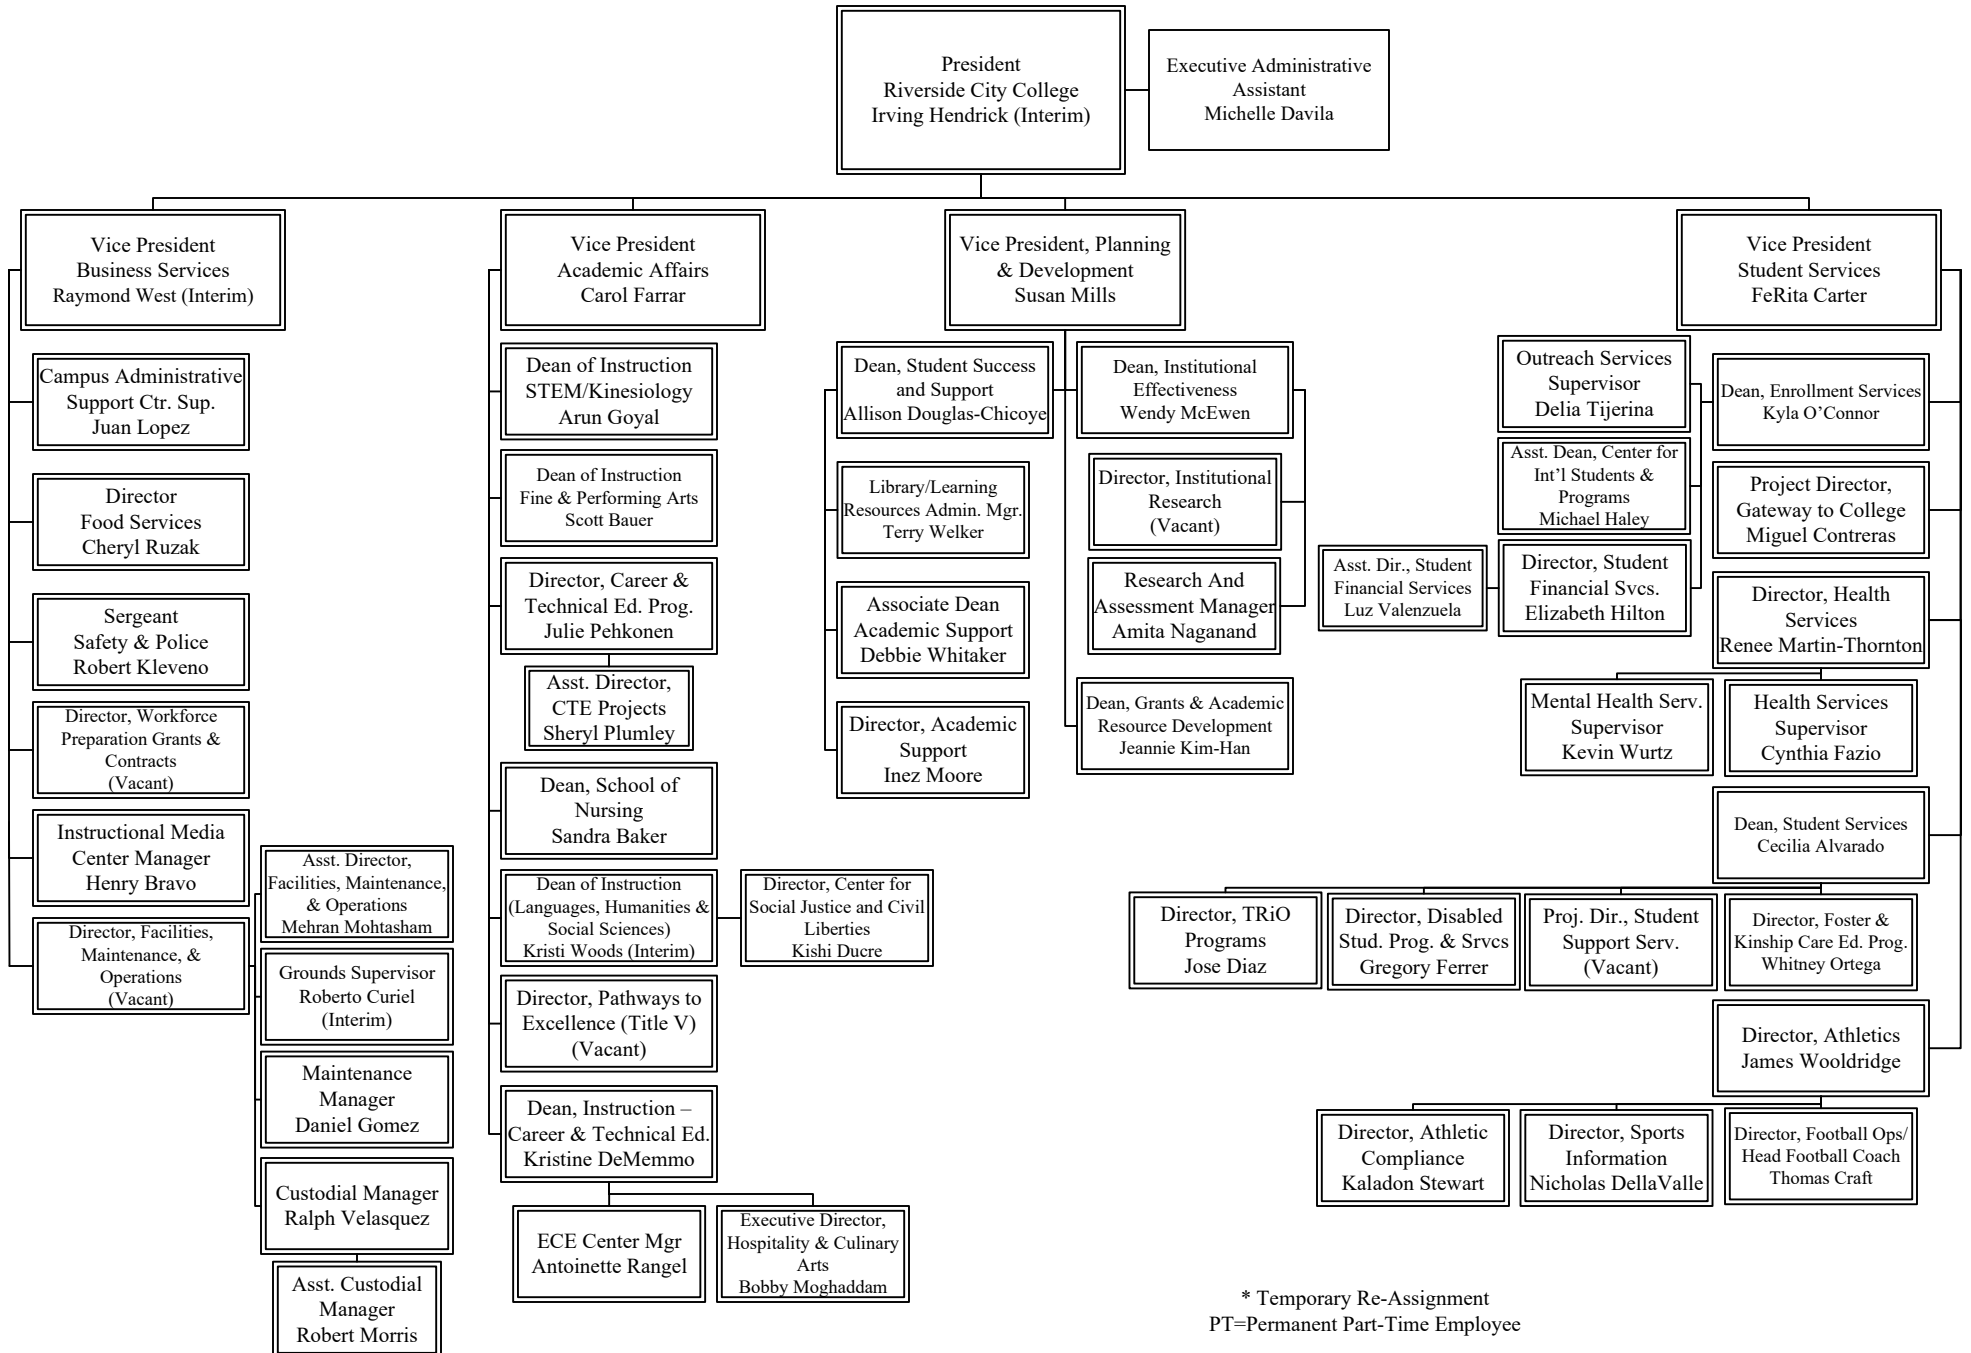 President
Riverside City College
Irving Hendrick (Interim)
Executive Administrative
Assistant
Michelle Davila
Vice President
Business Services
Raymond West (Interim)
Campus Administrative
Support Ctr. Sup.
Juan Lopez
Director
Food Services
Cheryl Ruzak
Sergeant
Safety & Police
Robert Kleveno
Director, Workforce
Preparation Grants &
Contracts
(Vacant)
Instructional Media
Center Manager
Henry Bravo
Director, Facilities,
Maintenance, &
Operations
(Vacant)
Asst. Director,
Facilities, Maintenance,
& Operations
Mehran Mohtasham
Grounds Supervisor
Roberto Curiel
(Interim)
Maintenance
Manager
Daniel Gomez
Custodial Manager
Ralph Velasquez
Asst. Custodial
Manager
Robert Morris
Vice President
Academic Affairs
Carol Farrar
Dean of Instruction
STEM/Kinesiology
Arun Goyal
Dean of Instruction
Fine & Performing Arts
Scott Bauer
Director, Career &
Technical Ed. Prog.
Julie Pehkonen
Asst. Director,
CTE Projects
Sheryl Plumley
Dean, School of
Nursing
Sandra Baker
Dean of Instruction
(Languages, Humanities &
Social Sciences)
Kristi Woods (Interim)
Director, Center for
Social Justice and Civil
Liberties
Kishi Ducre
Director, Pathways to
Excellence (Title V)
(Vacant)
Dean, Instruction –
Career & Technical Ed.
Kristine DeMemmo
ECE Center Mgr
Antoinette Rangel
Executive Director,
Hospitality & Culinary
Arts
Bobby Moghaddam
Vice President, Planning
& Development
Susan Mills
Dean, Student Success
and Support
Allison Douglas-Chicoye
Library/Learning
Resources Admin. Mgr.
Terry Welker
Associate Dean
Academic Support
Debbie Whitaker
Director, Academic
Support
Inez Moore
Dean, Institutional
Effectiveness
Wendy McEwen
Director, Institutional
Research
(Vacant)
Research And
Assessment Manager
Amita Naganand
Dean, Grants & Academic
Resource Development
Jeannie Kim-Han
Vice President
Student Services
FeRita Carter
Dean, Enrollment Services
Kyla O’Connor
Outreach Services
Supervisor
Delia Tijerina
Asst. Dean, Center for
Int’l Students &
Programs
Michael Haley
Director, Student
Financial Svcs.
Elizabeth Hilton
Asst. Dir., Student
Financial Services
Luz Valenzuela
Project Director,
Gateway to College
Miguel Contreras
Director, Health
Services
Renee Martin-Thornton
Mental Health Serv.
Supervisor
Kevin Wurtz
Health Services
Supervisor
Cynthia Fazio
Dean, Student Services
Cecilia Alvarado
Director, TRiO
Programs
Jose Diaz
Director, Disabled
Stud. Prog. & Srvcs
Gregory Ferrer
Proj. Dir., Student
Support Serv.
(Vacant)
Director, Foster &
Kinship Care Ed. Prog.
Whitney Ortega
Director, Athletics
James Wooldridge
Director, Athletic
Compliance
Kaladon Stewart
Director, Sports
Information
Nicholas DellaValle
Director, Football Ops/
Head Football Coach
Thomas Craft
* Temporary Re-Assignment
PT=Permanent Part-Time Employee